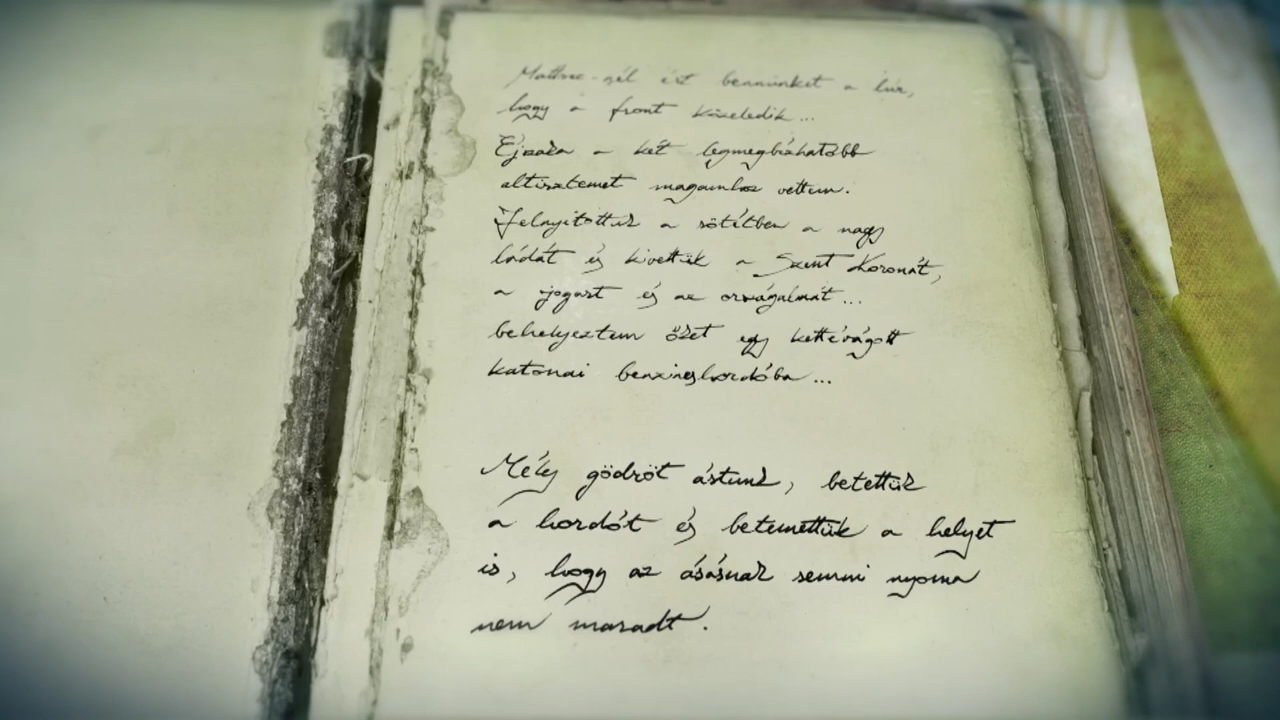 Mattsee-nél ért bennünket a hír,
hogy a front közeledik...
Éjszaka a két legmegbízhatóbb
altisztemet magamhoz vettem.
Felnyitottuk a sötétben a nagy
ládát és kivettük a Szent Koronát,
a jogart és az országalmát...
behelyeztem őket egy kettévágott
katonai benzineshordóba...
Mély gödröt ástunk, betettük
a hordót és betemettük a helyet
is, hogy az ásásnak semmi nyoma
nem maradt.